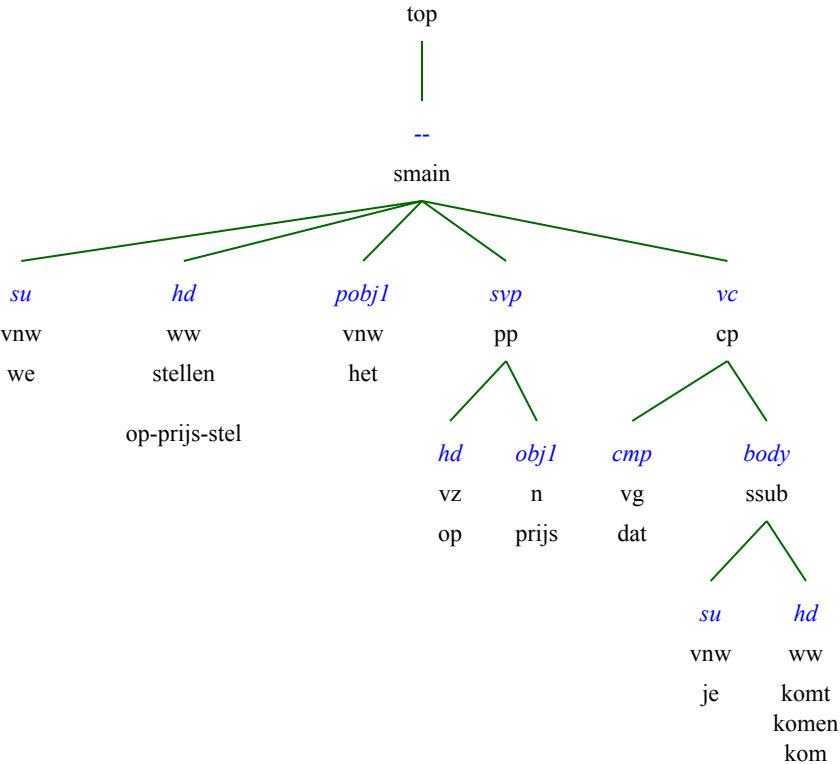 top
--
smain
su hd pobj1 svp vc
vnw ww vnw pp cp
we stellen het
op-prijs-stel
hd obj1 cmp body
vz n vg ssub
op prijs dat
su hd
vnw ww
je komt
komen
kom